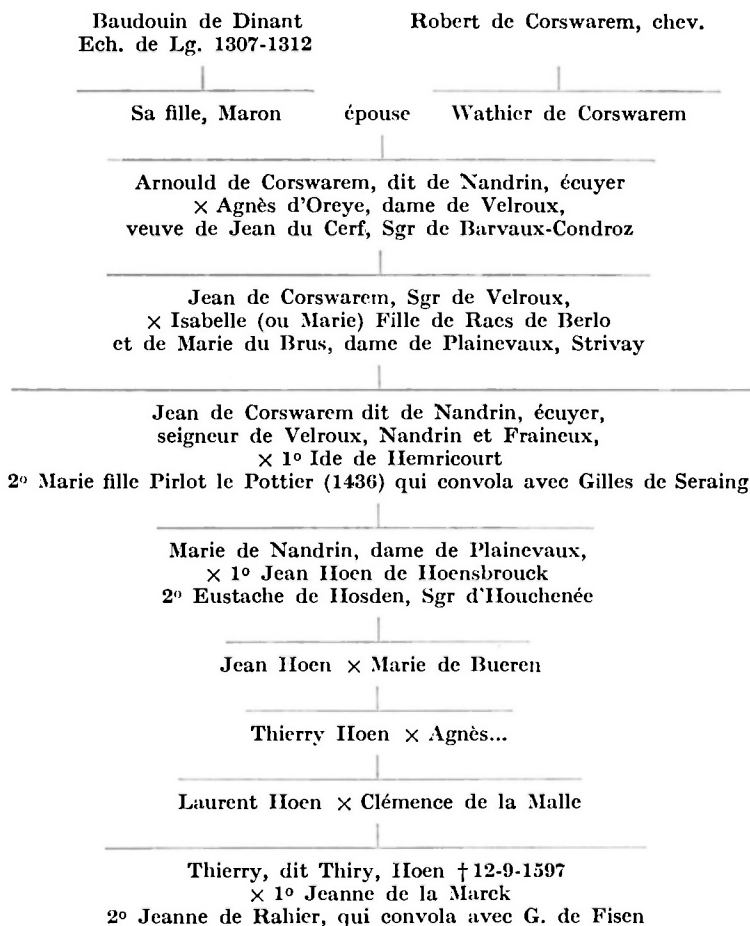 Baudouin de Dinant
Ech. de Lg. 1307-1312
Robert de Corswarem, chev.
Sa fille, Maron épouse Wathier de Corswarem
Arnould de Corswarem, dit de Nandrin, écuyer
× Agnès d'Oreye, dame de Velroux,
veuve de Jean du Cerf, Sgr de Barvaux-Condroz
Jean de Corswarem, Sgr de Velroux,
× Isabelle (ou Marie) Fille de Raes de Berlo
et de Marie du Brus, dame de Plainevaux, Strivay
Jean de Corswarem dit de Nandrin, écuyer,
seigneur de Velroux, Nandrin et Fraineux,
× 1º Ide de Hemricourt
2º Marie fille Pirlot le Pottier (1436) qui convola avec Gilles de Seraing
Marie de Nandrin, dame de Plainevaux,
× 1º Jean Hoen de Hoensbrouck
2º Eustache de Hosden, Sgr d'Houchenée
Jean Hoen × Marie de Bueren
Thierry Hoen × Agnès...
Laurent Hoen × Clémence de la Malle
Thierry, dit Thiry, Hoen † 12-9-1597
× 1º Jeanne de la Marck
2º Jeanne de Rahier, qui convola avec G. de Fisen